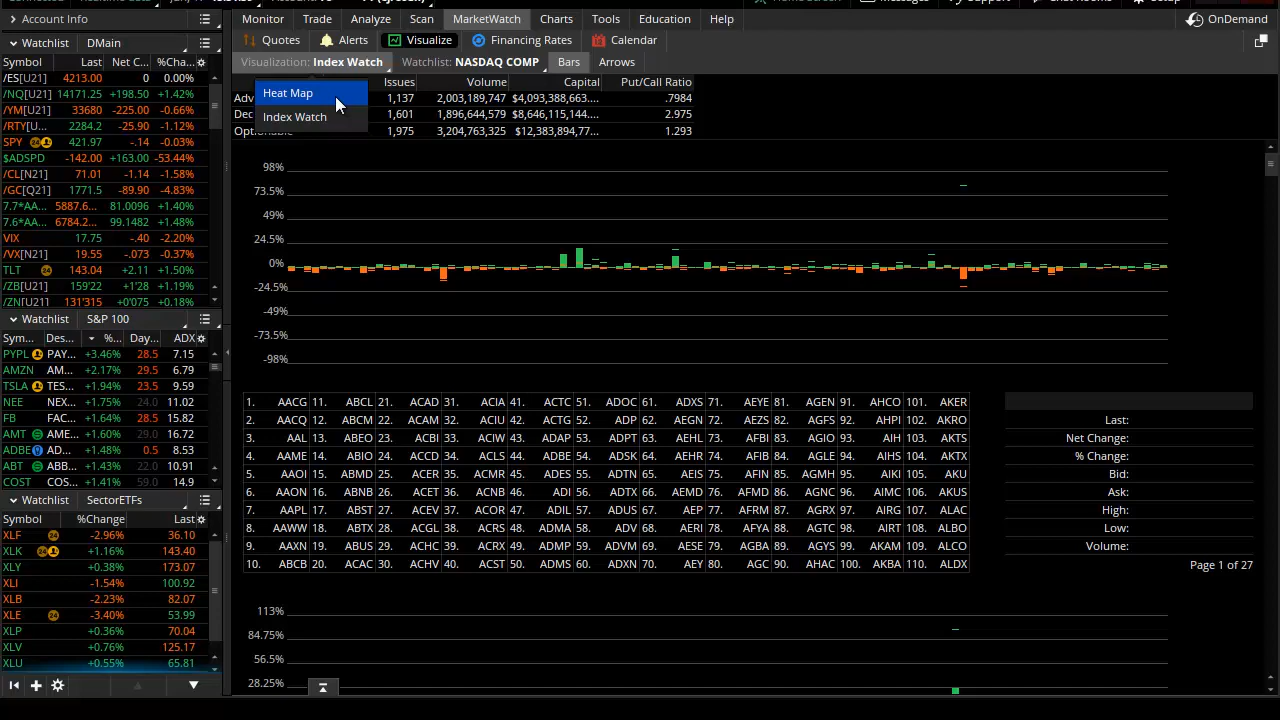 Account Info
Monitor Trade Analyze Scan MarketWatch Charts Tools Education Help OnDemand
Watchlist DMain
Quotes Alerts Visualize Financing Rates Calendar
Symbol Last Net C... %Cha...
Visualization: Index Watch Watchlist: NASDAQ COMP Bars Arrows
/ES[U21] 4213.00 0 0.00%
/NQ[U21] 14171.25 +198.50 +1.42%
/YM[U21] 33680 -225.00 -0.66%
/RTY[U... 2284.2 -25.90 -1.12%
SPY 421.97 -.14 -0.03%
$ADSPD -142.00 +163.00 -53.44%
/CL[N21] 71.01 -1.14 -1.58%
/GC[Q21] 1771.5 -89.90 -4.83%
7.7*AA... 5887.6... 81.0096 +1.40%
7.6*AA... 6784.2... 99.1482 +1.48%
VIX 17.75 -.40 -2.20%
/VX[N21] 19.55 -.073 -0.37%
TLT 143.04 +2.11 +1.50%
/ZB[U21] 159'22 +1'28 +1.19%
/ZN[U21] 131'315 +0'075 +0.18%
Issues Volume Capital Put/Call Ratio
Adv 1,137 2,003,189,747 $4,093,388,663.... .7984
Dec 1,601 1,896,644,579 $8,646,115,144.... 2.975
Optionable 1,975 3,204,763,325 $12,383,894,77... 1.293
Heat Map
Index Watch
98%
73.5%
49%
24.5%
0%
-24.5%
-49%
-73.5%
-98%
Watchlist S&P 100
Sym... Des... %... Day... ADX
PYPL PAY... +3.46% 28.5 7.15
AMZN AM... +2.17% 29.5 6.79
TSLA TES... +1.94% 23.5 9.59
NEE NEX... +1.75% 24.0 11.02
FB FAC... +1.64% 28.5 15.82
AMT AME... +1.60% 29.0 16.72
ADBE AD... +1.48% 0.5 8.53
ABT ABB... +1.43% 22.0 10.91
COST COS... +1.41% 29.5 14.9
Watchlist SectorETFs
Symbol %Change Last
XLF -2.96% 36.10
XLK +1.16% 143.40
XLY +0.38% 173.07
XLI -1.54% 100.92
XLB -2.23% 82.07
XLE -3.40% 53.99
XLP +0.36% 70.04
XLV +0.76% 125.17
XLU +0.55% 65.81
1. AACG 11. ABCL 21. ACAD 31. ACIA 41. ACTC 51. ADOC 61. ADXS 71. AEYE 81. AGEN 91. AHCO 101. AKER
2. AACQ 12. ABCM 22. ACAM 32. ACIU 42. ACTG 52. ADP 62. AEGN 72. AEZS 82. AGFS 92. AHPI 102. AKRO
3. AAL 13. ABEO 23. ACBI 33. ACIW 43. ADAP 53. ADPT 63. AEHL 73. AFBI 83. AGIO 93. AIH 103. AKTS
4. AAME 14. ABIO 24. ACCD 34. ACLS 44. ADBE 54. ADSK 64. AEHR 74. AFIB 84. AGLE 94. AIHS 104. AKTX
5. AAOI 15. ABMD 25. ACER 35. ACMR 45. ADES 55. ADTN 65. AEIS 75. AFIN 85. AGMH 95. AIKI 105. AKU
6. AAON 16. ABNB 26. ACET 36. ACNB 46. ADI 56. ADTX 66. AEMD 76. AFMD 86. AGNC 96. AIMC 106. AKUS
7. AAPL 17. ABST 27. ACEV 37. ACOR 47. ADIL 57. ADUS 67. AEP 77. AFRM 87. AGRX 97. AIRG 107. ALAC
8. AAWW 18. ABTX 28. ACGL 38. ACRS 48. ADMA 58. ADV 68. AERI 78. AFYA 88. AGTC 98. AIRT 108. ALBO
9. AAXN 19. ABUS 29. ACHC 39. ACRX 49. ADMP 59. ADVM 69. AESE 79. AGBA 89. AGYS 99. AKAM 109. ALCO
10. ABCB 20. ACAC 30. ACHV 40. ACST 50. ADMS 60. ADXN 70. AEY 80. AGC 90. AHAC 100. AKBA 110. ALDX
Last:
Net Change:
% Change:
Bid:
Ask:
High:
Low:
Volume:
Page 1 of 27
113%
84.75%
56.5%
28.25%